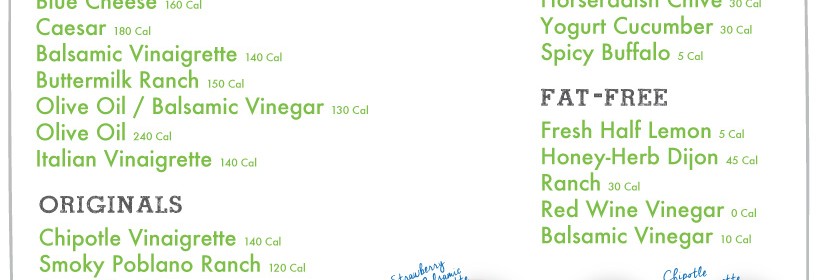 Blue Cheese 160 Cal
Caesar 180 Cal
Balsamic Vinaigrette 140 Cal
Buttermilk Ranch 150 Cal
Olive Oil / Balsamic Vinegar 130 Cal
Olive Oil 240 Cal
Italian Vinaigrette 140 Cal
ORIGINALS
Chipotle Vinaigrette 140 Cal
Smoky Poblano Ranch 120 Cal
Horseradish Chive 30 Cal
Yogurt Cucumber 30 Cal
Spicy Buffalo 5 Cal
FAT-FREE
Fresh Half Lemon 5 Cal
Honey-Herb Dijon 45 Cal
Ranch 30 Cal
Red Wine Vinegar 0 Cal
Balsamic Vinegar 10 Cal
Strawberry
Balsamic
Chipotle